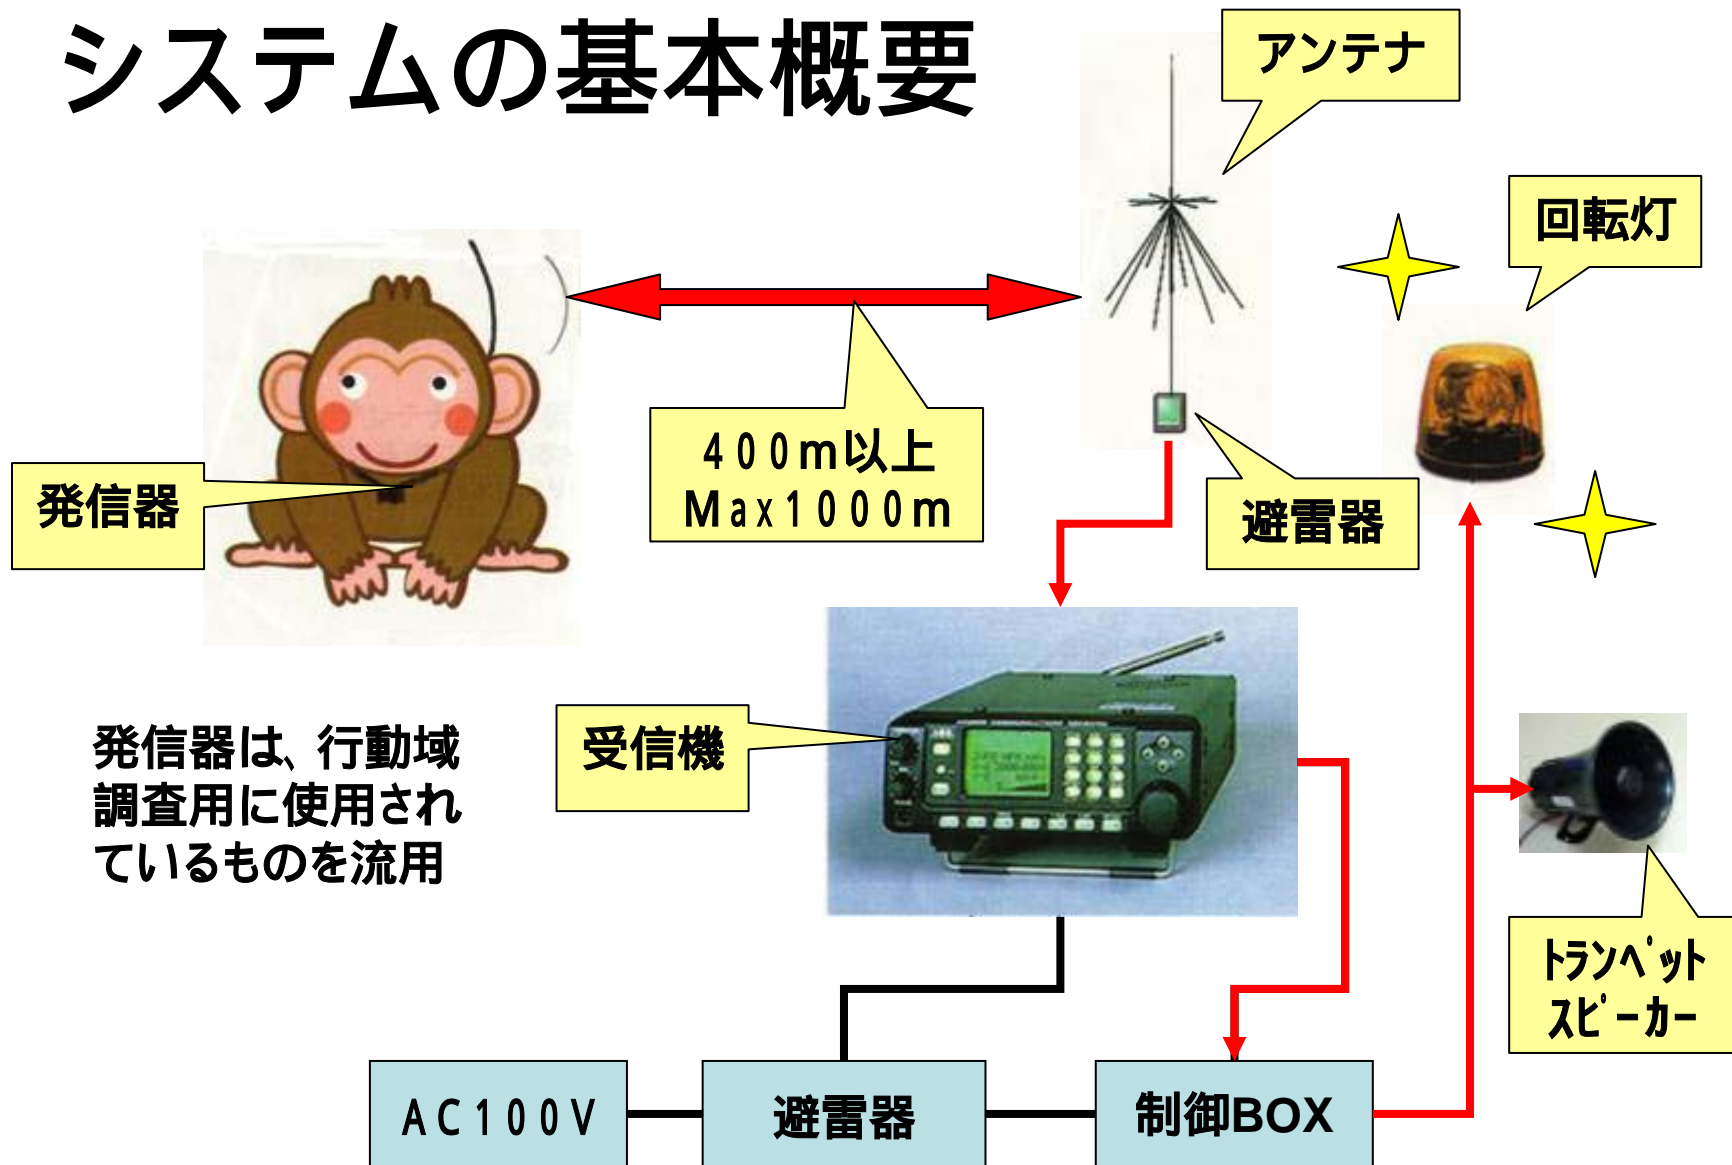 システムの基本概要
アンテナ
回転灯
400m以上
Max1000m
発信器
避雷器
受信機
発信器は、行動域
調査用に使用され
ているものを流用
ﾄﾗﾝﾍﾟｯﾄ
ｽﾋﾟｰｶｰ
AC100V
避雷器
制御BOX